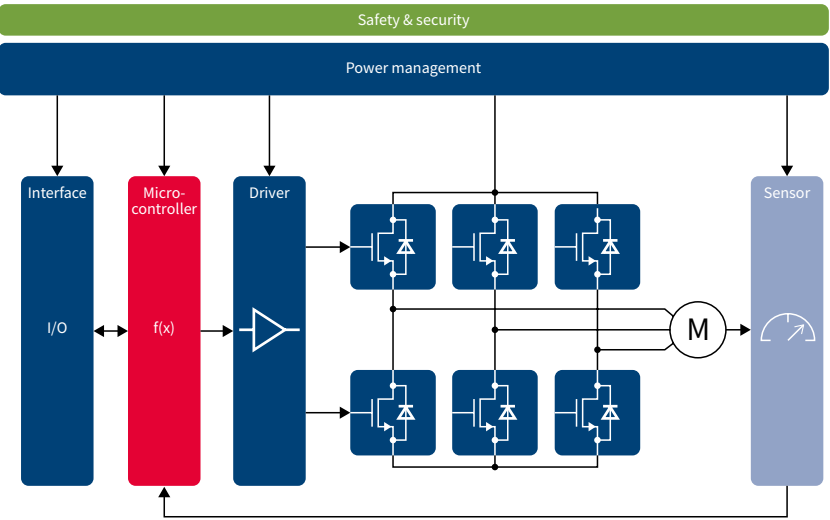 Safety & security
Power management
Interface
Micro-
controller
Driver
Sensor
I/O
f(x)
M